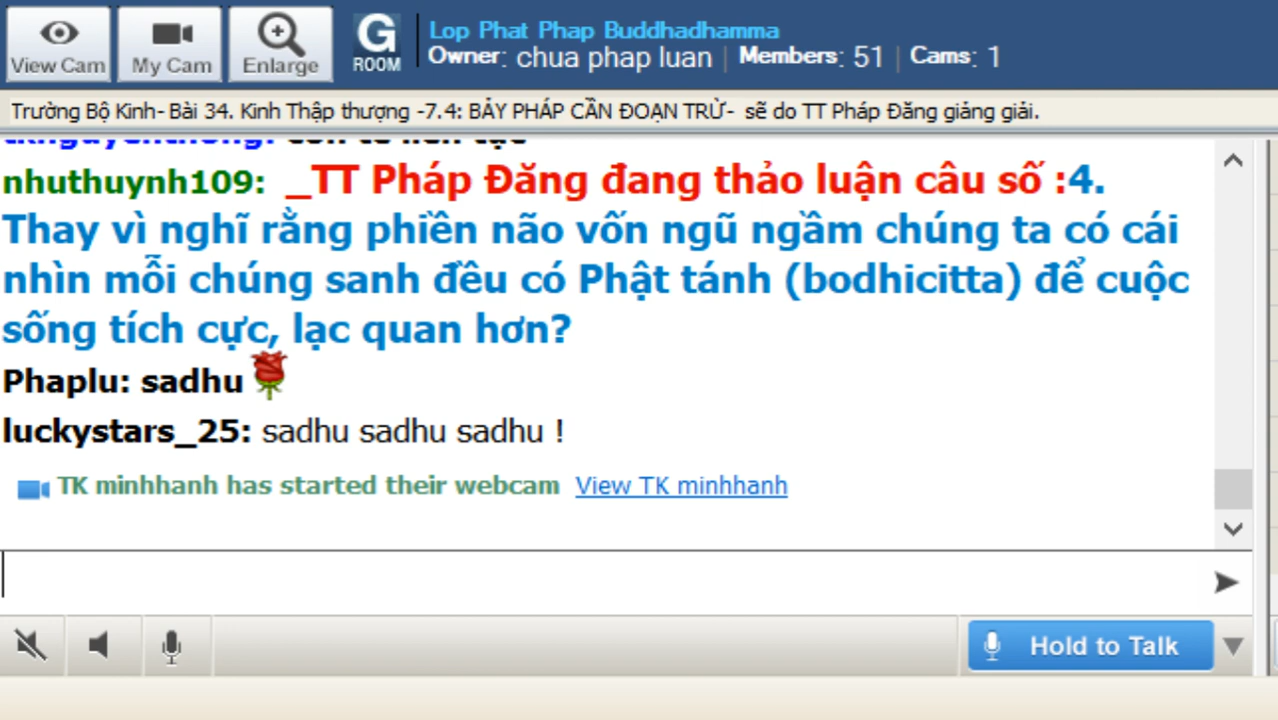 View Cam
My Cam
Enlarge
G
ROOM
Lop Phat Phap Buddhadhamma
Owner: chua phap luan | Members: 51 | Cams: 1
Trường Bộ Kinh- Bài 34. Kinh Thập thượng -7.4: BẢY PHÁP CẦN ĐOẠN TRỪ- sẽ do TT Pháp Đăng giảng giải.
nhuthuynh109: _TT Pháp Đăng đang thảo luận câu số :4.
Thay vì nghĩ rằng phiền não vốn ngũ ngầm chúng ta có cái
nhìn mỗi chúng sanh đều có Phật tánh (bodhicitta) để cuộc
sống tích cực, lạc quan hơn?
Phaplu: sadhu
luckystars_25: sadhu sadhu sadhu !
TK minhhanh has started their webcam View TK minhhanh
Hold to Talk